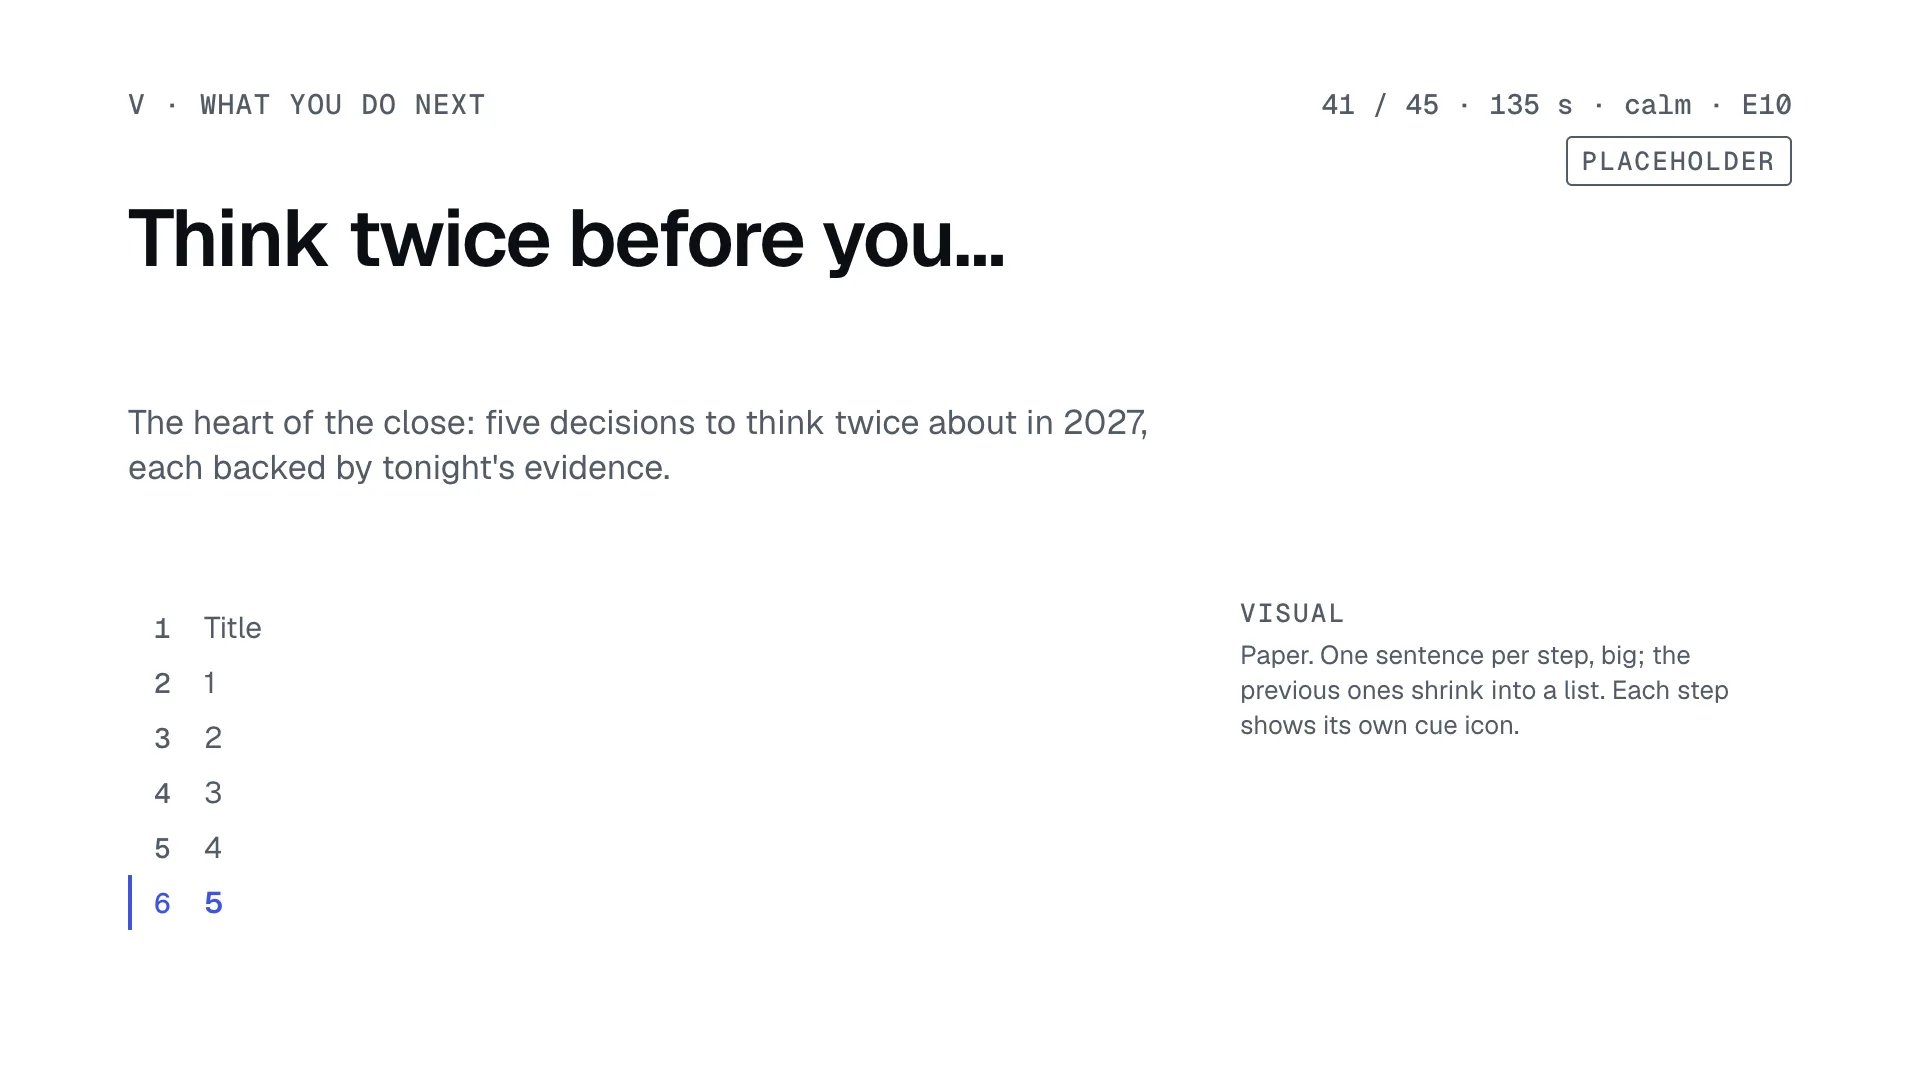 V · WHAT YOU DO NEXT
41 / 45 · 135 s · calm · E10
PLACEHOLDER
Think twice before you...
The heart of the close: five decisions to think twice about in 2027,
each backed by tonight's evidence.
1 Title
2 1
3 2
4 3
5 4
6 5
VISUAL
Paper. One sentence per step, big; the
previous ones shrink into a list. Each step
shows its own cue icon.